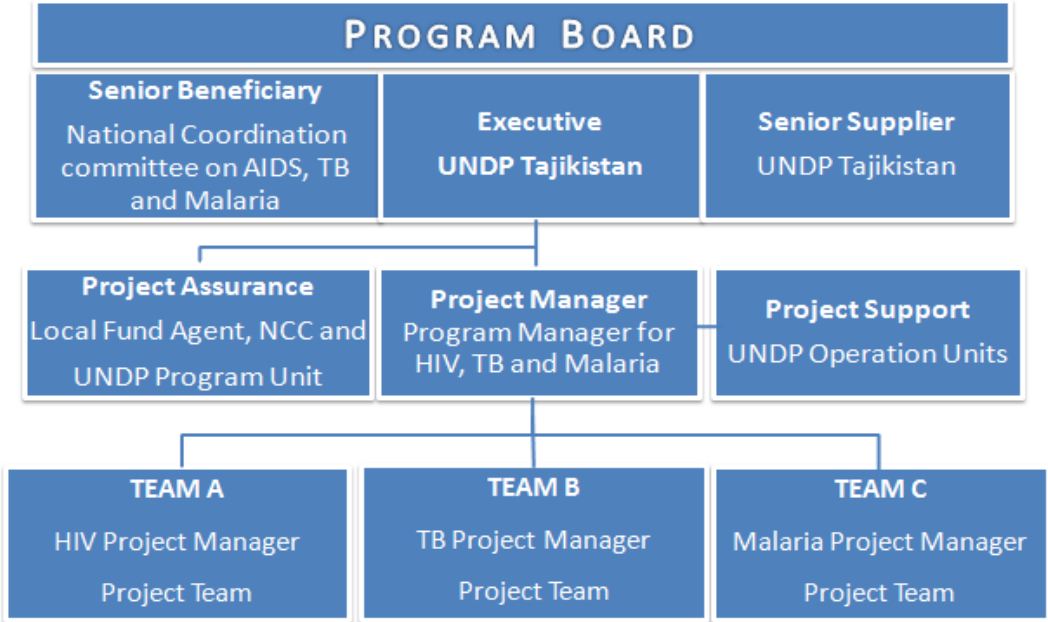 PROGRAM BOARD
Senior Beneficiary
National Coordination
committee on AIDS, TB
and Malaria
Executive
UNDP Tajikistan
Senior Supplier
UNDP Tajikistan
Project Assurance
Local Fund Agent, NCC and
UNDP Program Unit
Project Manager
Program Manager for
HIV, TB and Malaria
Project Support
UNDP Operation Units
TEAM A
HIV Project Manager
Project Team
TEAM B
TB Project Manager
Project Team
TEAM C
Malaria Project Manager
Project Team